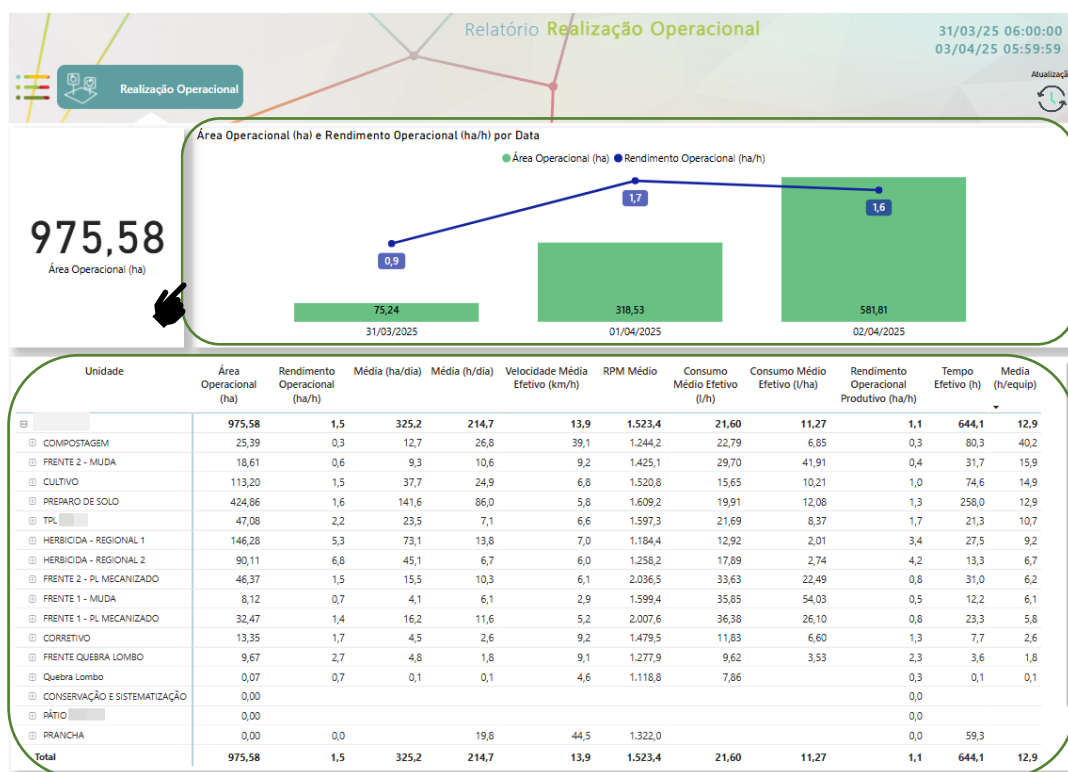 Relatório Realização Operacional
31/03/25 06:00:00
03/04/25 05:59:59
Realização Operacional
Área Operacional (ha) e Rendimento Operacional (ha/h) por Data
Área Operacional (ha) Rendimento Operacional (ha/h)
975,58
Área Operacional (ha)
0,9 1,7 1,6
75,24 318,53 581,81
31/03/2025 01/04/2025 02/04/2025
Unidade Área Operacional (ha) Rendimento Operacional (ha/h) Média (ha/dia) Média (h/dia) Velocidade Média Efetivo (km/h) RPM Médio Consumo Médio Efetivo (l/h) Consumo Médio Efetivo (l/ha) Rendimento Operacional Produtivo (ha/h) Tempo Efetivo (h) Media (h/equip)
975,58 1,5 325,2 214,7 13,9 1.523,4 21,60 11,27 1,1 644,1 12,9
COMPOSTAGEM 25,39 0,3 12,7 26,8 39,1 1.244,2 22,79 6,85 0,3 80,3 40,2
FRENTE 2 - MUDA 18,61 0,6 9,3 10,6 9,2 1.425,1 29,70 41,91 0,4 31,7 15,9
CULTIVO 113,20 1,5 37,7 24,9 6,8 1.520,8 15,65 10,21 1,0 74,6 14,9
PREPARO DE SOLO 424,86 1,6 141,6 86,0 5,8 1.609,2 19,91 12,08 1,3 258,0 12,9
TPL 47,08 2,2 23,5 7,1 6,6 1.597,3 21,69 8,37 1,7 21,3 10,7
HERBICIDA - REGIONAL 1 146,28 5,3 73,1 13,8 7,0 1.184,4 12,92 2,01 3,4 27,5 9,2
HERBICIDA - REGIONAL 2 90,11 6,8 45,1 6,7 6,0 1.258,2 17,89 2,74 4,2 13,3 6,7
FRENTE 2 - PL MECANIZADO 46,37 1,5 15,5 10,3 6,1 2.036,5 33,63 22,49 0,8 31,0 6,2
FRENTE 1 - MUDA 8,12 0,7 4,1 6,1 2,9 1.599,4 35,85 54,03 0,5 12,2 6,1
FRENTE 1 - PL MECANIZADO 32,47 1,4 16,2 11,6 5,2 2.007,6 36,38 26,10 0,8 23,3 5,8
CORRETIVO 13,35 1,7 4,5 2,6 9,2 1.479,5 11,83 6,60 1,3 7,7 2,6
FRENTE QUEBRA LOMBO 9,67 2,7 4,8 1,8 9,1 1.277,9 9,62 3,53 2,3 3,6 1,8
Quebra Lombo 0,07 0,7 0,1 0,1 4,6 1.118,8 7,86 0,3 0,1 0,1
CONSERVAÇÃO E SISTEMATIZAÇÃO 0,00 0,0
PÁTIO 0,00 0,0
PRANCHA 0,00 0,0 19,8 44,5 1.322,0 0,0 59,3
Total 975,58 1,5 325,2 214,7 13,9 1.523,4 21,60 11,27 1,1 644,1 12,9